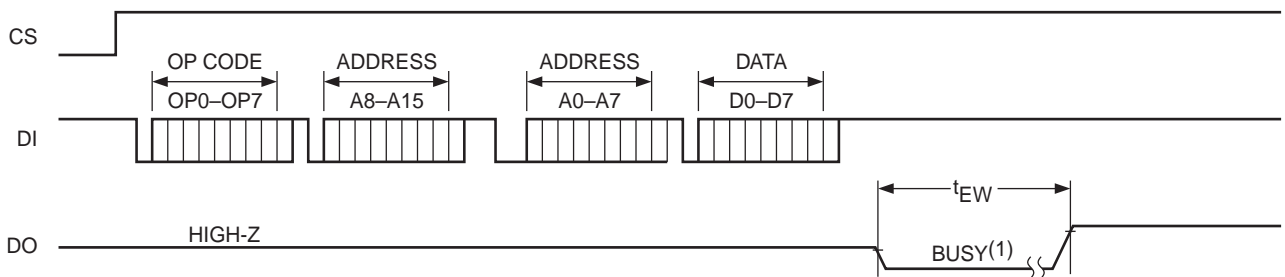 CS
OP CODE ADDRESS ADDRESS DATA
OP0–OP7 A8–A15 A0–A7 D0–D7
DI
tEW
DO HIGH-Z BUSY(1)